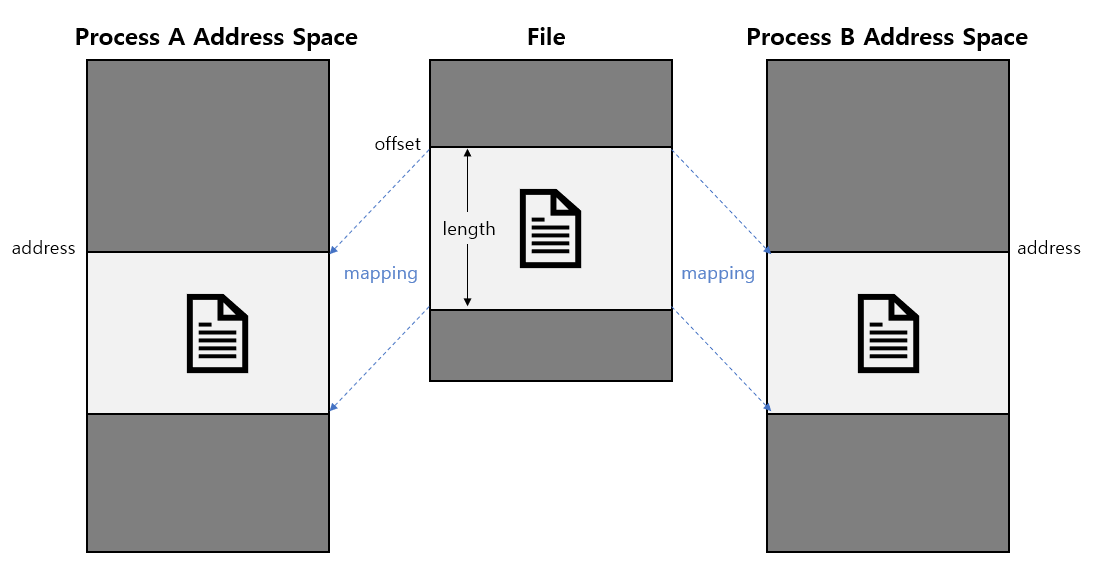 Process A Address Space
File
Process B Address Space
offset
length
address
address
mapping
mapping